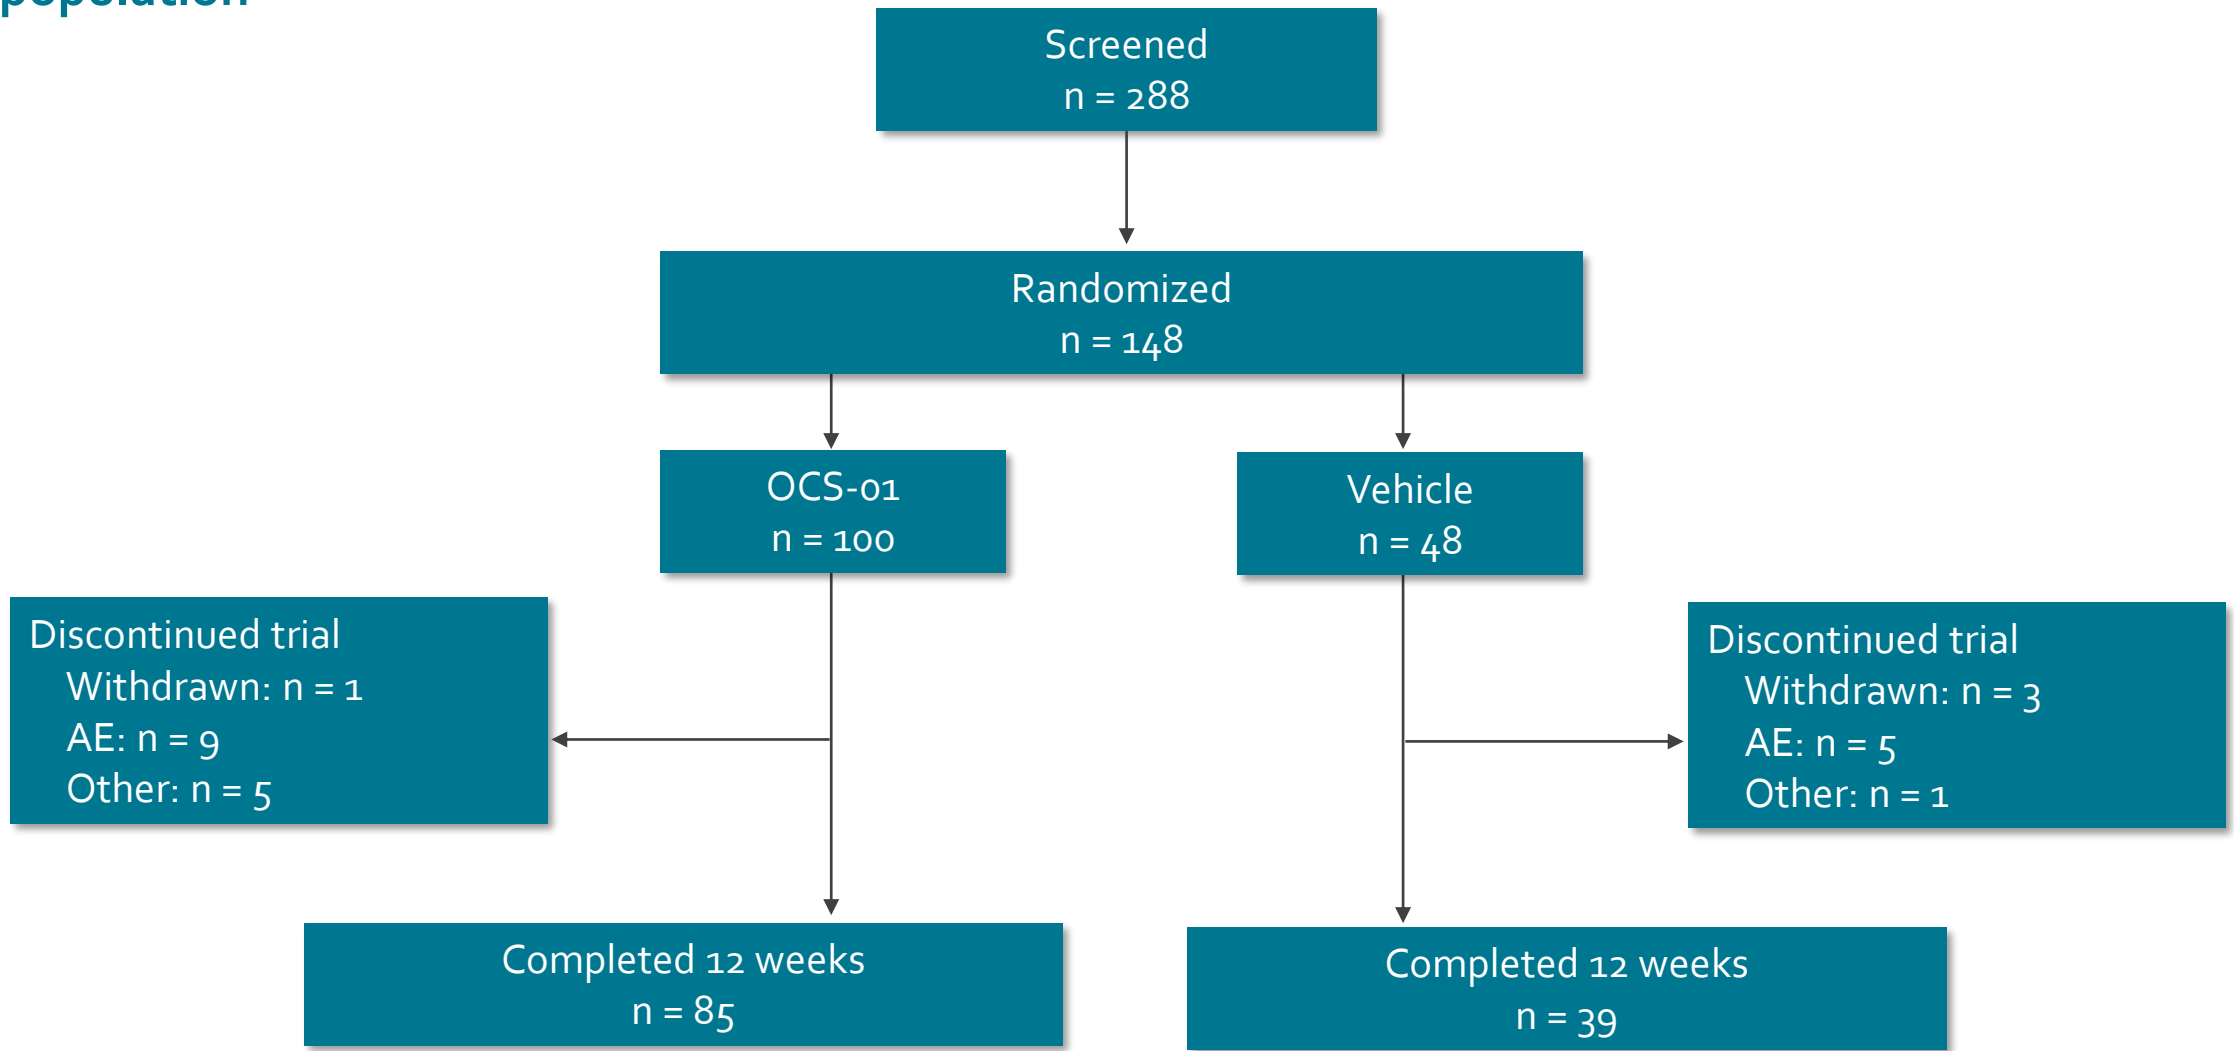 population
Screened
n = 288
Randomized
n = 148
OCS-01
n = 100
Vehicle
n = 48
Discontinued trial
Withdrawn: n = 1
AE: n = 9
Other: n = 5
Discontinued trial
Withdrawn: n = 3
AE: n = 5
Other: n = 1
Completed 12 weeks
n = 85
Completed 12 weeks
n = 39